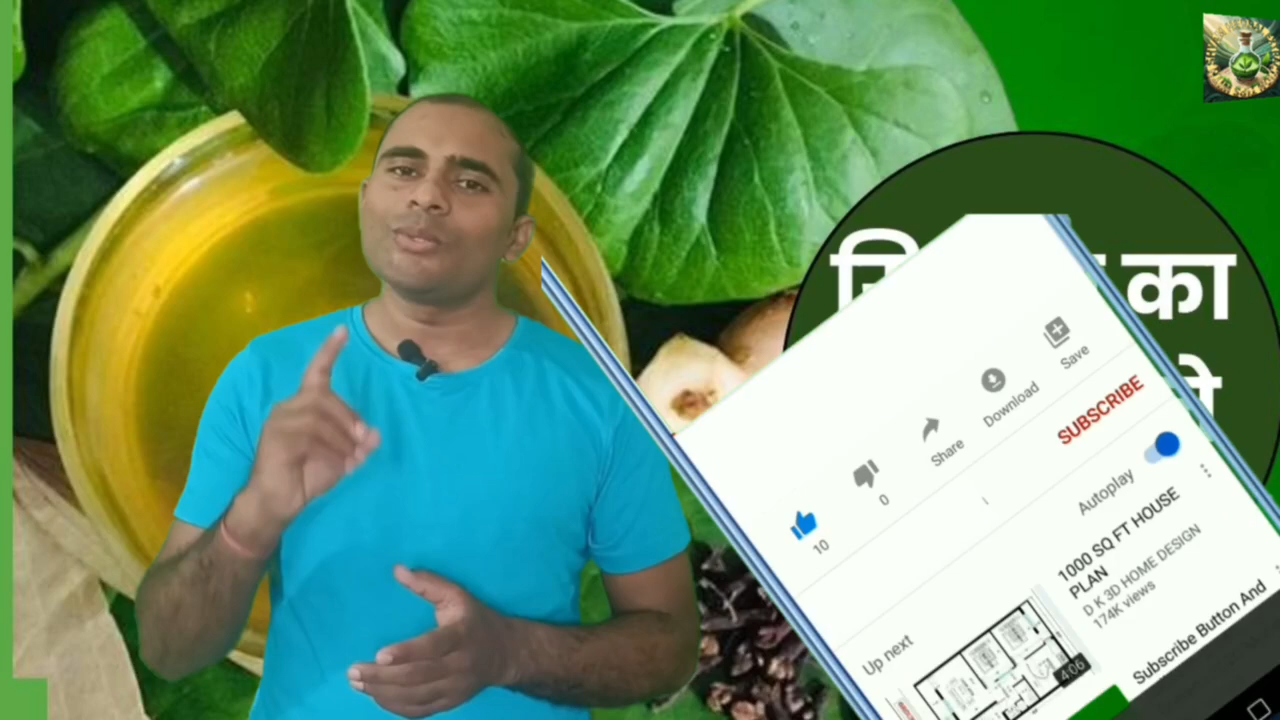 का
Save
Download
Share
0
10
SUBSCRIBE
Autoplay
1000 SQ FT HOUSE
PLAN
D K 3D HOME DESIGN
174K views
Up next
4:06
Subscribe Button And